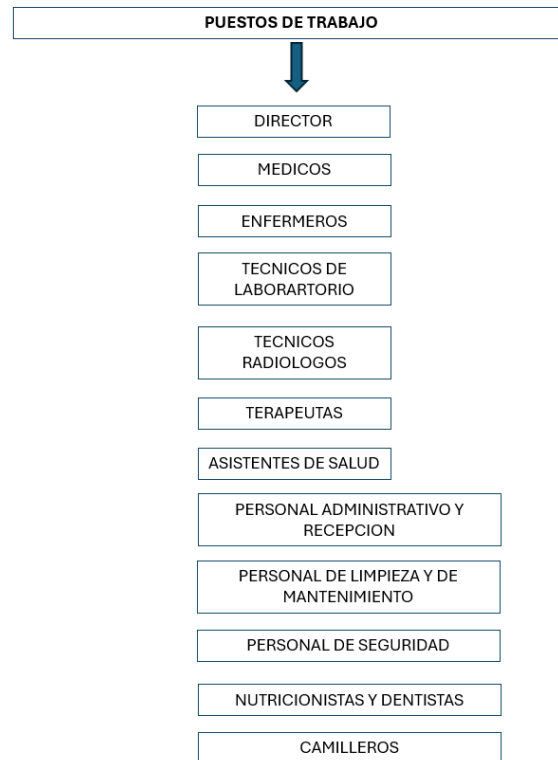 PUESTOS DE TRABAJO
DIRECTOR
MEDICOS
ENFERMEROS
TECNICOS DE
LABORARTORIO
TECNICOS
RADIOLOGOS
TERAPEUTAS
ASISTENTES DE SALUD
PERSONAL ADMINISTRATIVO Y
RECEPCION
PERSONAL DE LIMPIEZA Y DE
MANTENIMIENTO
PERSONAL DE SEGURIDAD
NUTRICIONISTAS Y DENTISTAS
CAMILLEROS